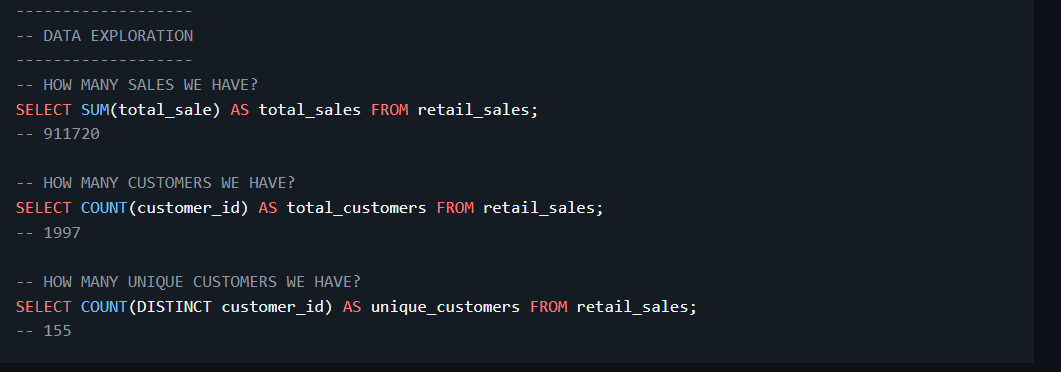 -------------------
-- DATA EXPLORATION
-------------------
-- HOW MANY SALES WE HAVE?
SELECT SUM(total_sale) AS total_sales FROM retail_sales;
-- 911720
-- HOW MANY CUSTOMERS WE HAVE?
SELECT COUNT(customer_id) AS total_customers FROM retail_sales;
-- 1997
-- HOW MANY UNIQUE CUSTOMERS WE HAVE?
SELECT COUNT(DISTINCT customer_id) AS unique_customers FROM retail_sales;
-- 155